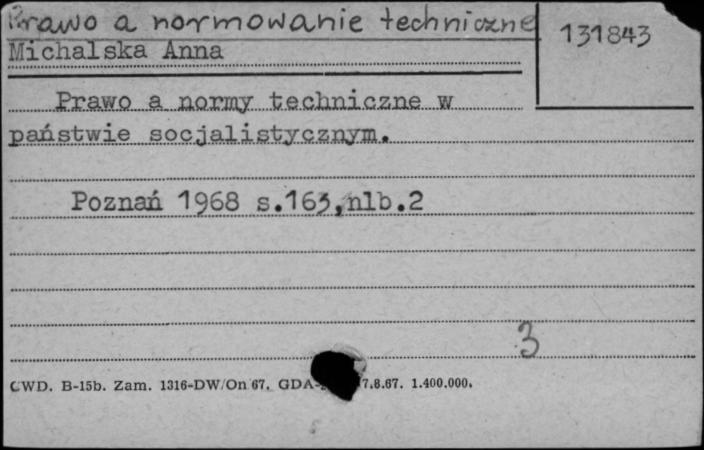 Prawo a normowanie techniczne
131843
Michalska Anna
Prawo a normy techniczne w
państwie socjalistycznym.
Poznań 1968 s.163,nlb.2
3
CWD. B-15b. Zam. 1316-DW/On 67. GDA- 7.8.67. 1.400.000.